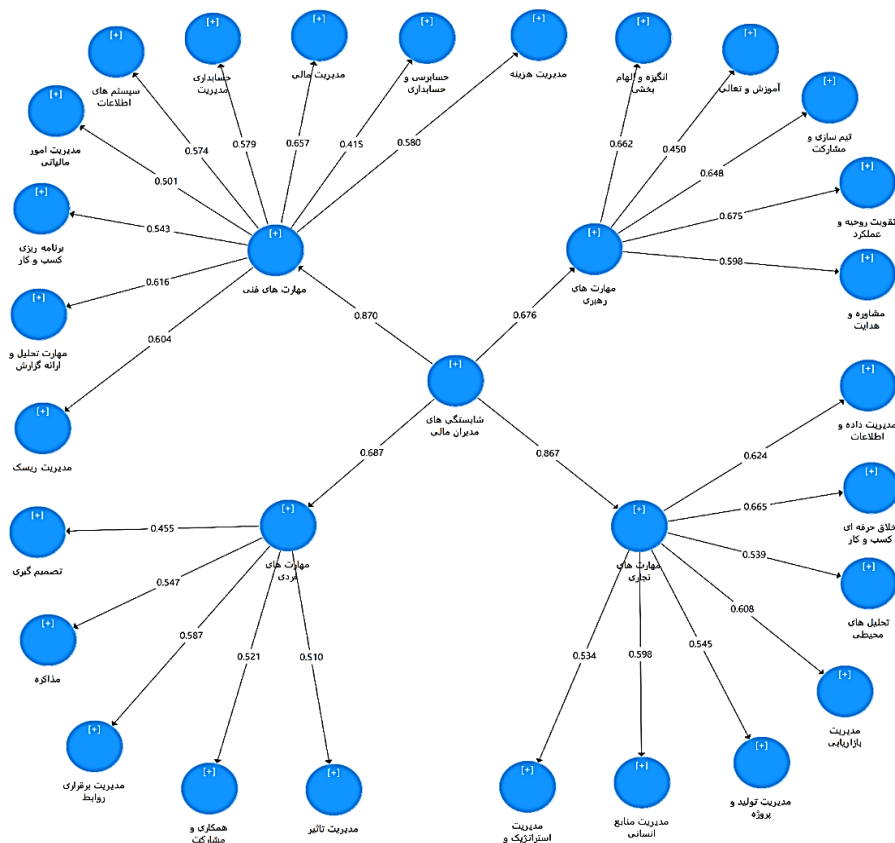 [+]
[+]
[+]
[+]
[+]
[+]
[+]
سیستم های
اطلاعات
حسابداری
مدیریت
مدیریت مالی
حسابرسی و
حسابداری
مدیریت هزینه
انگیزه و الهام
بخشی
آموزش و تعالی
[+]
تیم سازی و
مشارکت
[+]
مدیریت امور
مالیاتی
0.574
0.579
0.657
0.415
0.580
0.662
0.450
0.648
0.501
[+]
تقویت روحیه و
عملکرد
0.675
[+]
برنامه ریزی
کسب و کار
0.543
[+]
مهارت های فنی
[+]
مهارت های
رهبری
0.598
[+]
مشاوره و
هدایت
0.616
[+]
مهارت تحلیل و
ارائه گزارش
0.604
0.870
0.676
[+]
شایستگی های
مدیران مالی
[+]
مدیریت داده و
اطلاعات
[+]
مدیریت ریسک
0.687
0.867
0.624
[+]
کسب و کار
0.665
[+]
تصمیم گیری
0.455
[+]
مهارت های
[+]
مهارت های
تجاری
0.539
[+]
تحلیل های
محیطی
0.547
[+]
مذاکره
0.587
0.521
0.510
0.534
0.598
0.545
0.608
[+]
مدیریت
بازاریابی
[+]
مدیریت برقراری
روابط
[+]
همکاری و
مشارکت
[+]
مدیریت تاثیر
[+]
مدیریت
استراتژیک و
[+]
مدیریت منابع
انسانی
[+]
مدیریت تولید و
پروژه